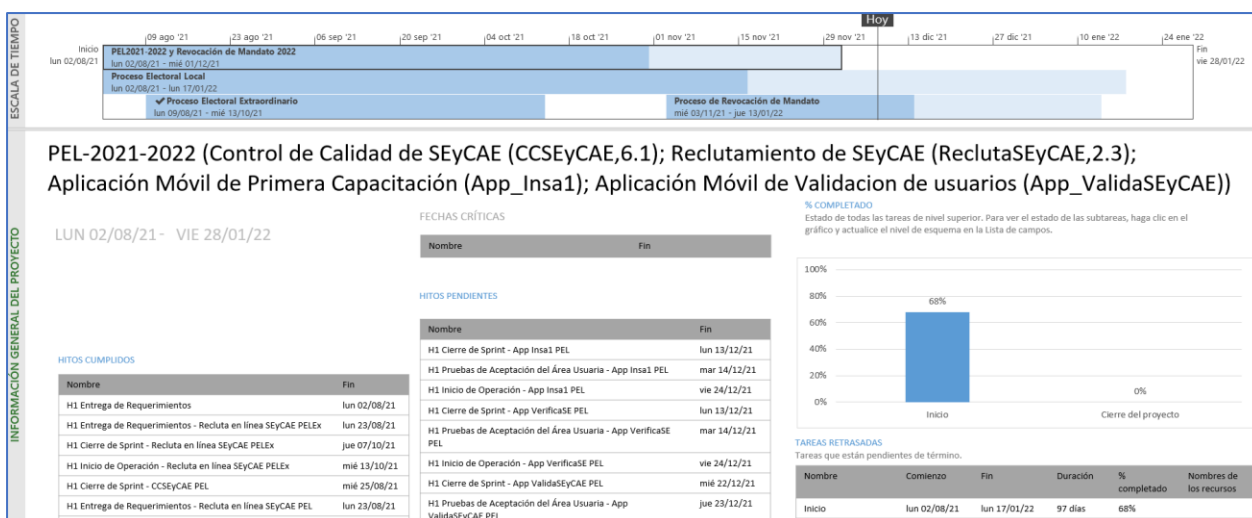 Hoy
09 ago '21 23 ago '21 06 sep '21 20 sep '21 04 oct '21 18 oct '21 01 nov '21 15 nov '21 29 nov '21 13 dic '21 27 dic '21 10 ene '22 24 ene '22
ESCALA DE TIEMPO
Inicio
lun 02/08/21
PEL2021-2022 y Revocación de Mandato 2022
lun 02/08/21 - mié 01/12/21
Fin
vie 28/01/22
Proceso Electoral Local
lun 02/08/21 - lun 17/01/22
✔Proceso Electoral Extraordinario
lun 09/08/21 - mié 13/10/21
Proceso de Revocación de Mandato
mié 03/11/21 - jue 13/01/22
INFORMACIÓN GENERAL DEL PROYECTO
PEL-2021-2022 (Control de Calidad de SEyCAE (CCSEyCAE,6.1); Reclutamiento de SEyCAE (ReclutaSEyCAE,2.3);
Aplicación Móvil de Primera Capacitación (App_Insa1); Aplicación Móvil de Validacion de usuarios (App_ValidaSEyCAE))
LUN 02/08/21 - VIE 28/01/22
HITOS CUMPLIDOS
Nombre Fin
H1 Entrega de Requerimientos lun 02/08/21
H1 Entrega de Requerimientos - Recluta en línea SEyCAE PELEx lun 23/08/21
H1 Cierre de Sprint - Recluta en línea SEyCAE PELEx jue 07/10/21
H1 Inicio de Operación - Recluta en línea SEyCAE PELEx mié 13/10/21
H1 Cierre de Sprint - CCSEyCAE PEL mié 25/08/21
H1 Entrega de Requerimientos - Recluta en línea SEyCAE PEL lun 23/08/21
FECHAS CRÍTICAS
Nombre Fin
HITOS PENDIENTES
Nombre Fin
H1 Cierre de Sprint - App Insa1 PEL lun 13/12/21
H1 Pruebas de Aceptación del Área Usuaria - App Insa1 PEL mar 14/12/21
H1 Inicio de Operación - App Insa1 PEL vie 24/12/21
H1 Cierre de Sprint - App VerificaSE PEL lun 13/12/21
H1 Pruebas de Aceptación del Área Usuaria - App VerificaSE mar 14/12/21
PEL
H1 Inicio de Operación - App VerificaSE PEL vie 24/12/21
H1 Cierre de Sprint - App ValidaSEyCAE PEL mié 22/12/21
H1 Pruebas de Aceptación del Área Usuaria - App jue 23/12/21
ValidaSEyCAE PEL
% COMPLETADO
Estado de todas las tareas de nivel superior. Para ver el estado de las subtareas, haga clic en el
gráfico y actualice el nivel de esquema en la Lista de campos.
100%
80%
60%
40%
20%
0%
68%
0%
Inicio Cierre del proyecto
TAREAS RETRASADAS
Tareas que están pendientes de término.
Nombre Comienzo Fin Duración % completado Nombres de los recursos
Inicio lun 02/08/21 lun 17/01/22 97 días 68%